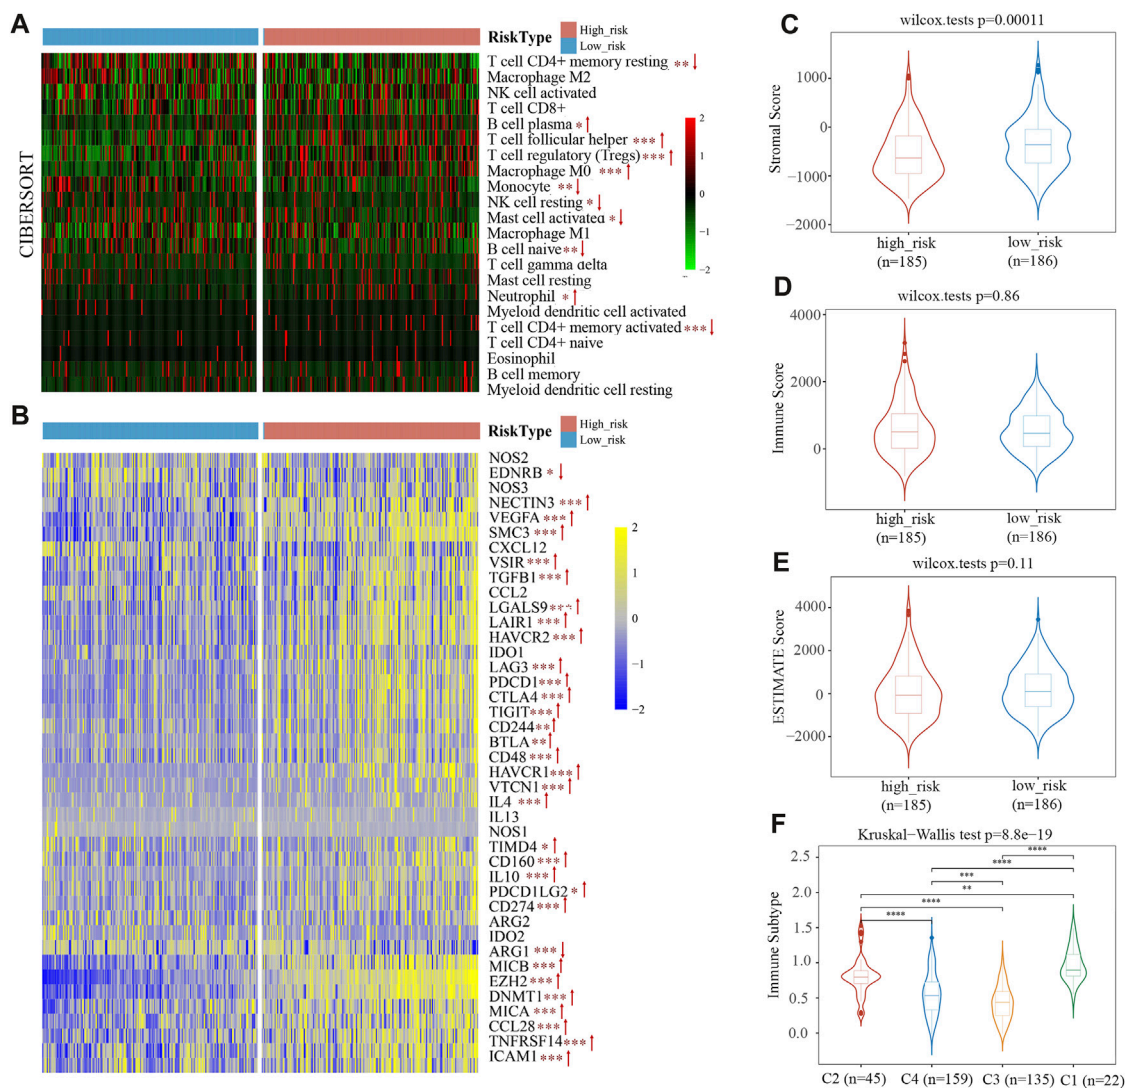 A
RiskType
High_risk
Low_risk
CIBERSORT
T cell CD4+ memory resting **↓
Macrophage M2
NK cell activated
T cell CD8+
B cell plasma *↑
T cell follicular helper ***↑
T cell regulatory (Tregs)***↑
Macrophage M0 ***↑
Monocyte **↓
NK cell resting *↓
Mast cell activated *↓
Macrophage M1
B cell naive**↓
T cell gamma delta
Mast cell resting
Neutrophil *↑
Myeloid dendritic cell activated
T cell CD4+ memory activated***↓
T cell CD4+ naive
Eosinophil
B cell memory
Myeloid dendritic cell resting
2
1
0
−1
−2
B
RiskType
High_risk
Low_risk
NOS2
EDNRB *↓
NOS3
NECTIN3 ***↑
VEGFA ***↑
SMC3 ***↑
CXCL12
VSIR ***↑
TGFB1 ***↑
CCL2
LGALS9 ***↑
LAIR1 ***↑
HAVCR2 ***↑
IDO1
LAG3 ***↑
PDCD1 ***↑
CTLA4 ***↑
TIGIT***↑
CD244**↑
BTLA **↑
CD48 ***↑
HAVCR1 ***↑
VTCN1 ***↑
IL4 ***↑
IL13
NOS1
TIMD4 *↑
CD160 ***↑
IL10 ***↑
PDCD1LG2 *↑
CD274 ***↑
ARG2
IDO2
ARG1 ***↓
MICB ***↑
EZH2 ***↑
DNMT1 ***↑
MICA ***↑
CCL28 ***↑
TNFRSF14***↑
ICAM1 ***↑
2
1
0
−1
−2
C
wilcox.tests p=0.00011
Stromal Score
1000
0
−1000
−2000
high_risk
(n=185)
low_risk
(n=186)
D
wilcox.tests p=0.86
Immune Score
4000
2000
0
high_risk
(n=185)
low_risk
(n=186)
E
wilcox.tests p=0.11
ESTIMATE Score
4000
2000
0
−2000
high_risk
(n=185)
low_risk
(n=186)
F
Kruskal−Wallis test p=8.8e−19
Immune Subtype
2.5
2.0
1.5
1.0
0.5
0.0
****
****
***
**
****
****
C2 (n=45) C4 (n=159) C3 (n=135) C1 (n=22)